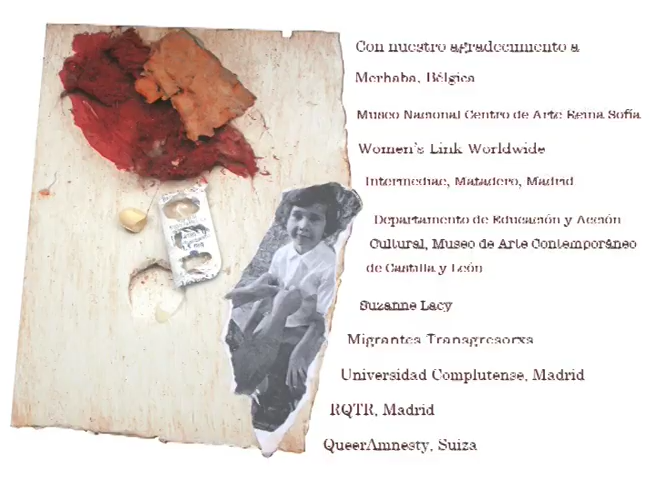 Con nuestro agradecimiento a
Merhaba, Bélgica
Museo Nacional Centro de Arte Reina Sofía
Women's Link Worldwide
Intermediae, Matadero, Madrid
Departamento de Educación y Acción
Cultural, Museo de Arte Contemporáneo
de Castilla y León
Suzanne Lacy
Migrantes Transgresorxs
Universidad Complutense, Madrid
RQTR, Madrid
QueerAmnesty, Suiza